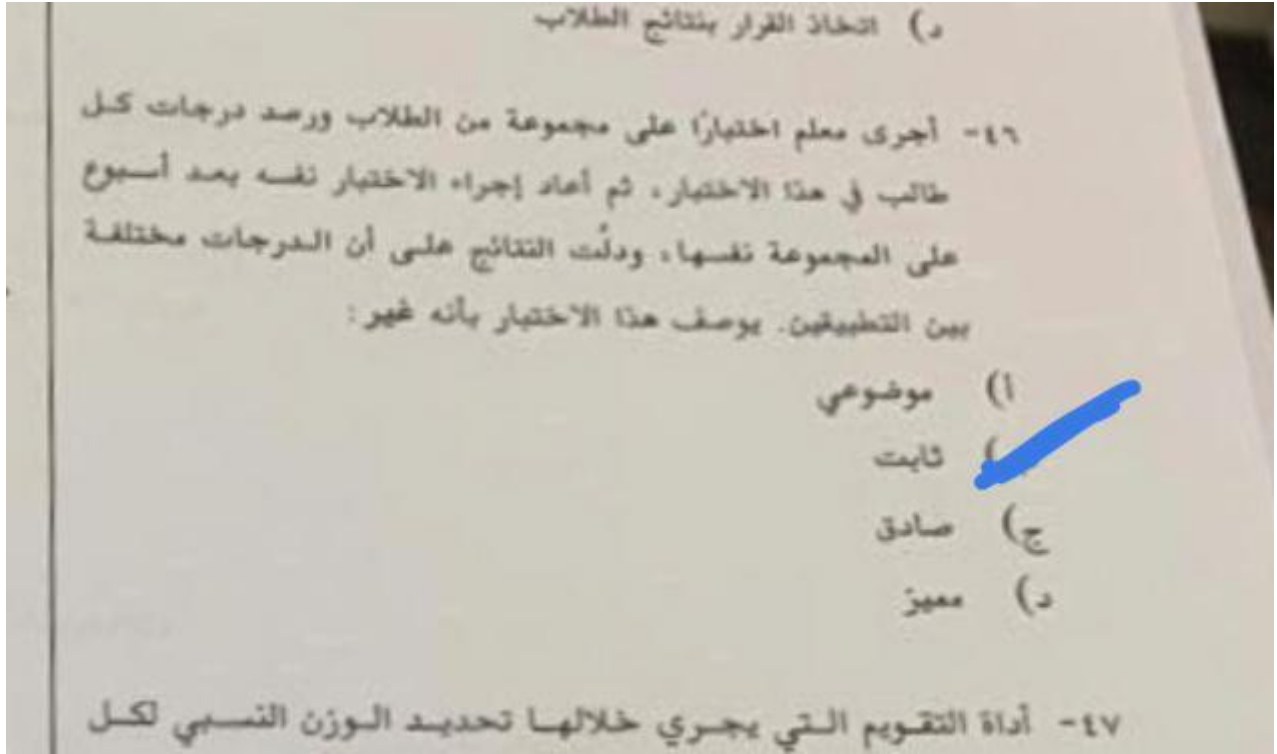 د) اتخاذ القرار بنتائج الطلاب
٤٦- أجرى معلم اختبارًا على مجموعة من الطلاب ورصد درجات كل
طالب في هذا الاختبار، ثم أعاد إجراء الاختبار نفسه بعد أسبوع
على المجموعة نفسها، ودلَّت النتائج على أن الدرجات مختلفة
بين التطبيقين. يوصف هذا الاختبار بأنه غير:
أ) موضوعي
) ثابت
ج) صادق
د) مميز
٤٧- أداة التقويم التي يجري خلالها تحديد الوزن النسبي لكل